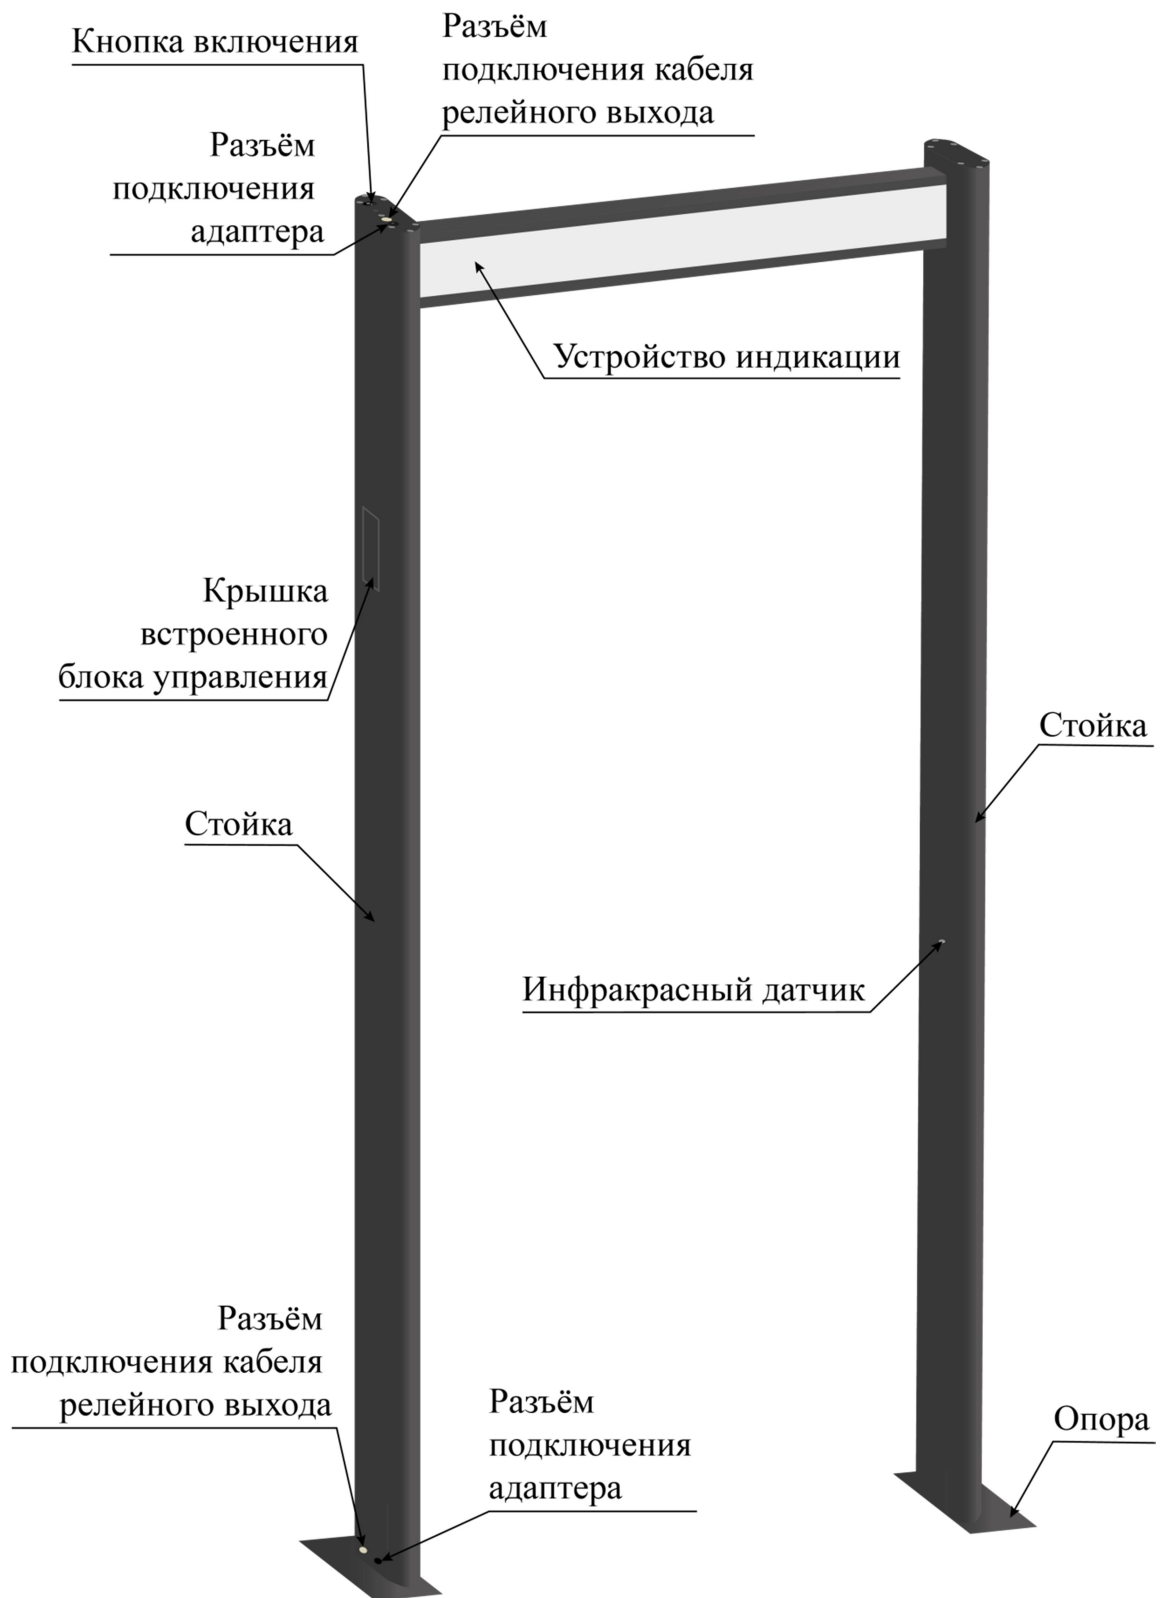 Кнопка включения
Разъём
подключения кабеля
релейного выхода
Разъём
подключения
адаптера
Устройство индикации
Крышка
встроенного
блока управления
Стойка
Стойка
Инфракрасный датчик
Разъём
подключения кабеля
релейного выхода
Разъём
подключения
адаптера
Опора